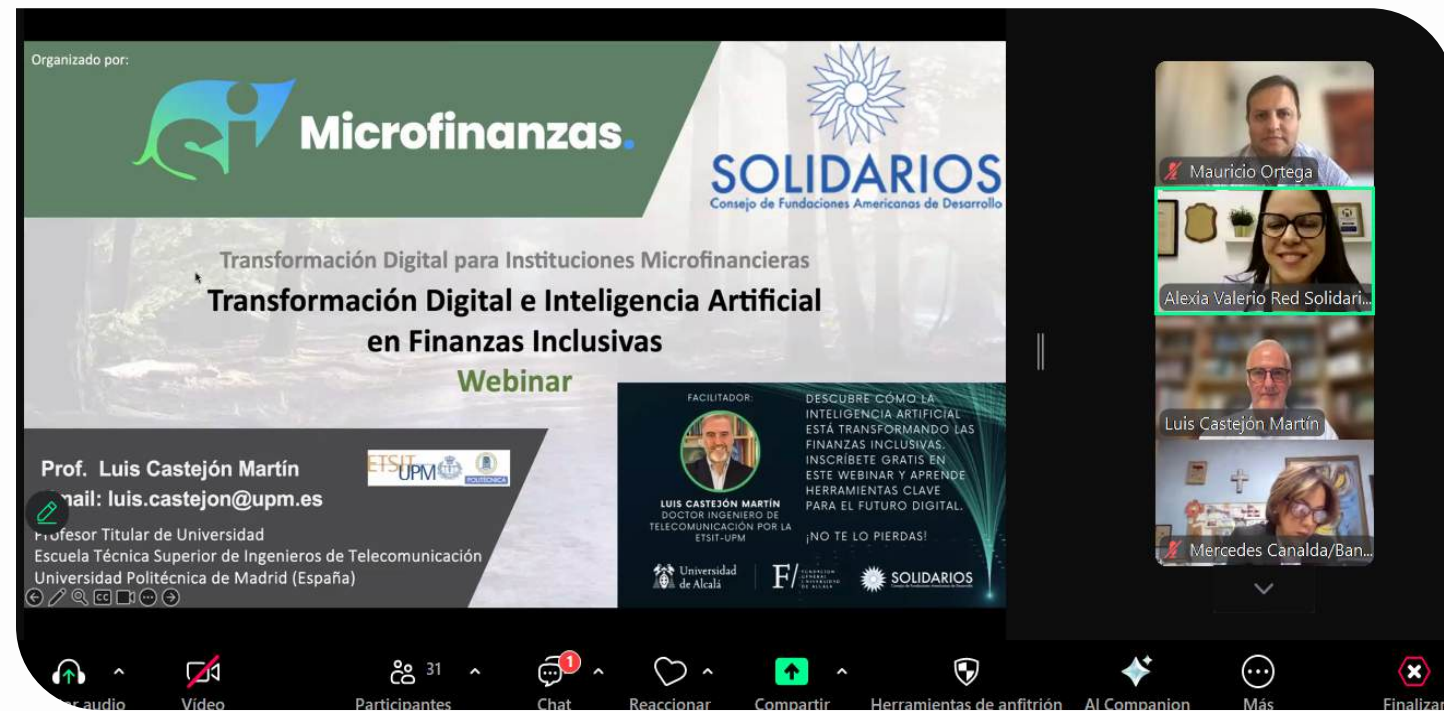 Organizado por:
Microfinanzas.
SOLIDARIOS
Consejo de Fundaciones Americanas de Desarrollo
Transformación Digital para Instituciones Microfinancieras
Transformación Digital e Inteligencia Artificial
en Finanzas Inclusivas
Webinar
Prof. Luis Castejón Martín
mail: luis.castejon@upm.es
Profesor Titular de Universidad
Escuela Técnica Superior de Ingenieros de Telecomunicación
Universidad Politécnica de Madrid (España)
ETSIT
UPM
POLITÉCNICA
CC
FACILITADOR:
LUIS CASTEJÓN MARTÍN
DOCTOR INGENIERO DE
TELECOMUNICACIÓN POR LA
ETSIT-UPM
DESCUBRE CÓMO LA
INTELIGENCIA ARTIFICIAL
ESTÁ TRANSFORMANDO LAS
FINANZAS INCLUSIVAS.
INSCRÍBETE GRATIS EN
ESTE WEBINAR Y APRENDE
HERRAMIENTAS CLAVE
PARA EL FUTURO DIGITAL.
¡NO TE LO PIERDAS!
Universidad
de Alcalá
F/
SOLIDARIOS
Mauricio Ortega
Alexia Valerio Red Solidari...
Luis Castejón Martín
Mercedes Canalda/Ban...
audio
Vídeo
31
Participantes
1
Chat
Reaccionar
Compartir
Herramientas de anfitrión
AI Companion
Más
Finalizar